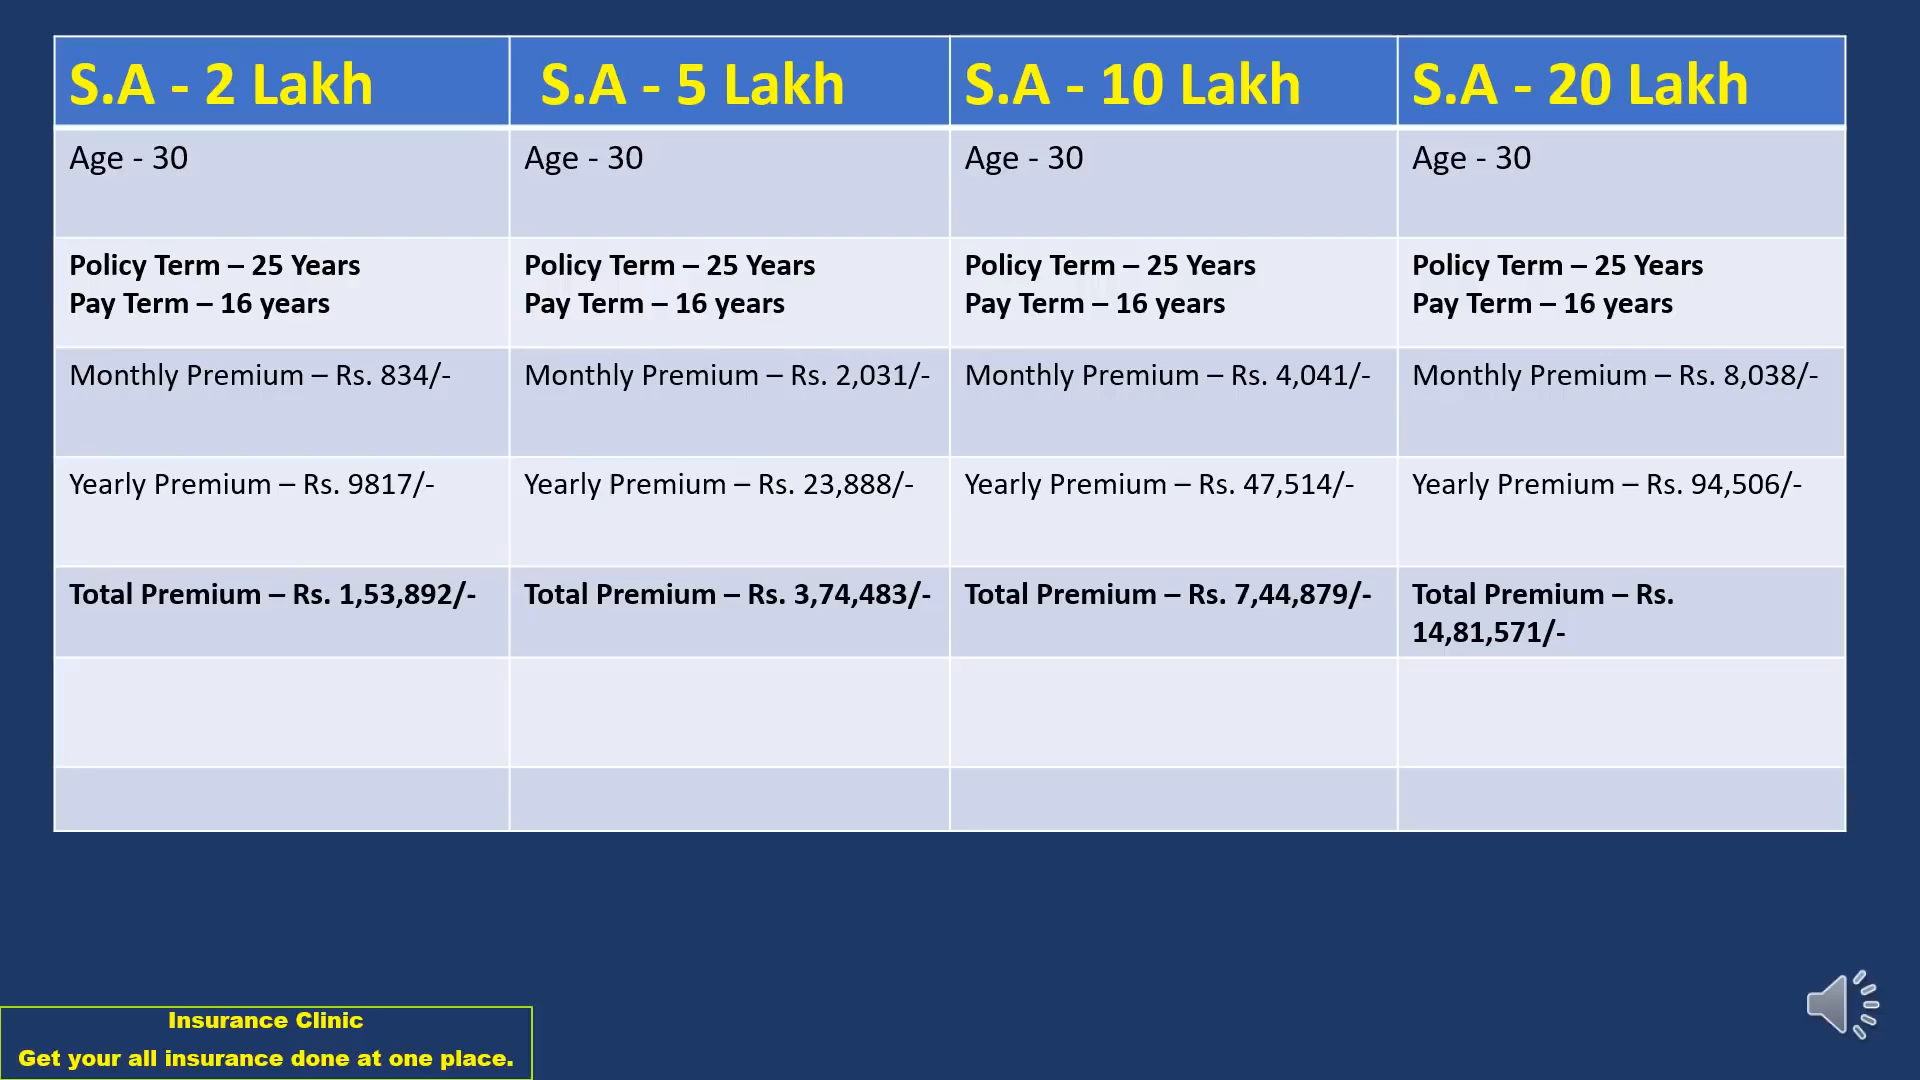 S.A - 2 Lakh
S.A - 5 Lakh
S.A - 10 Lakh
S.A - 20 Lakh
Age - 30
Age - 30
Age - 30
Age - 30
Policy Term – 25 Years
Pay Term – 16 years
Policy Term – 25 Years
Pay Term – 16 years
Policy Term – 25 Years
Pay Term – 16 years
Policy Term – 25 Years
Pay Term – 16 years
Monthly Premium – Rs. 834/-
Monthly Premium – Rs. 2,031/-
Monthly Premium – Rs. 4,041/-
Monthly Premium – Rs. 8,038/-
Yearly Premium – Rs. 9817/-
Yearly Premium – Rs. 23,888/-
Yearly Premium – Rs. 47,514/-
Yearly Premium – Rs. 94,506/-
Total Premium – Rs. 1,53,892/-
Total Premium – Rs. 3,74,483/-
Total Premium – Rs. 7,44,879/-
Total Premium – Rs.
14,81,571/-
Insurance Clinic
Get your all insurance done at one place.